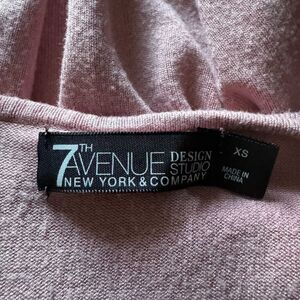 7TH AVENUE DESIGN STUDIO
NEW YORK & COMPANY
XS
MADE IN
CHINA